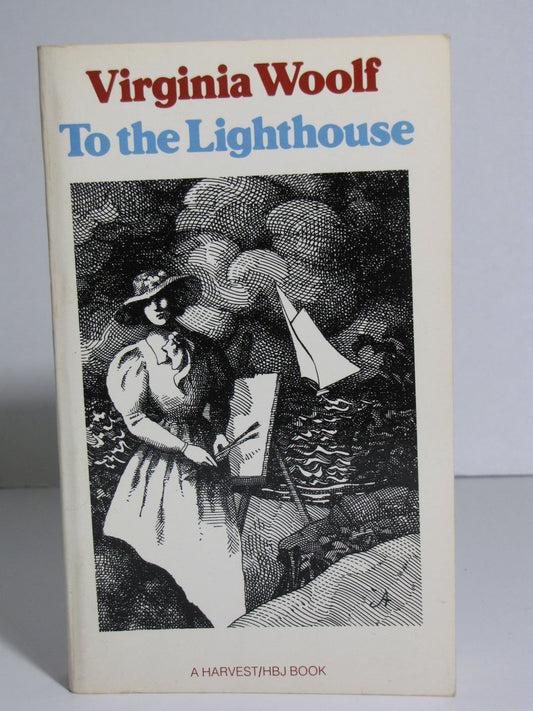 Virginia Woolf
To the Lighthouse
A HARVEST/HBJ BOOK